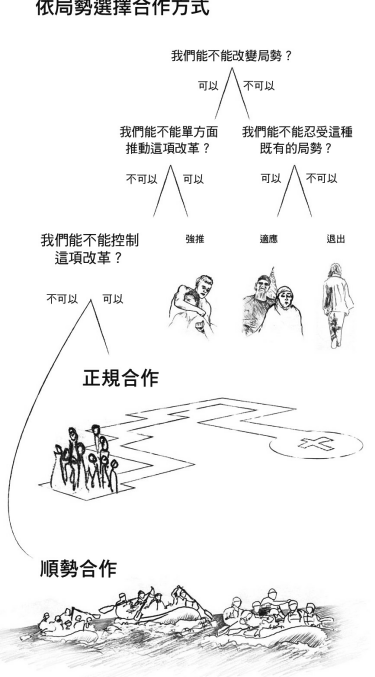 依局勢選擇合作方式
我們能不能改變局勢？
可以
不可以
我們能不能單方面
推動這項改革？
我們能不能忍受這種
既有的局勢？
不可以
可以
可以
不可以
我們能不能控制
這項改革？
強推
適應
退出
不可以
可以
正規合作
順勢合作